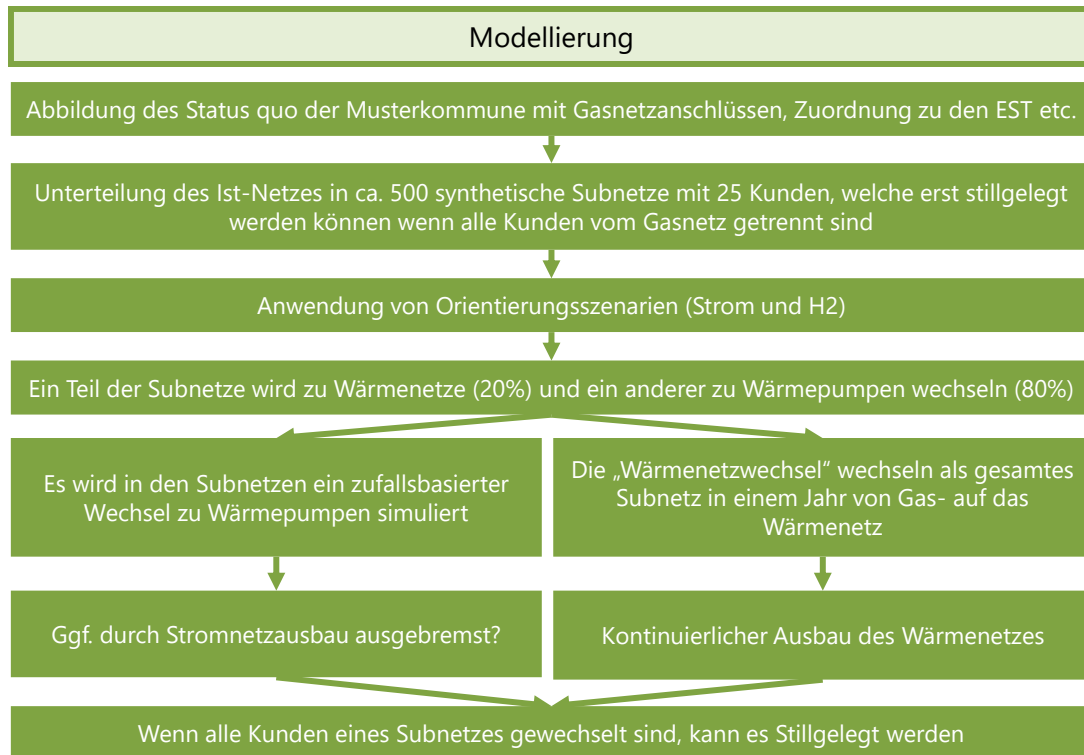 Modellierung
Abbildung des Status quo der Musterkommune mit Gasnetzanschlüssen, Zuordnung zu den EST etc.
Unterteilung des Ist-Netzes in ca. 500 synthetische Subnetze mit 25 Kunden, welche erst stillgelegt
werden können wenn alle Kunden vom Gasnetz getrennt sind
Anwendung von Orientierungsszenarien (Strom und H2)
Ein Teil der Subnetze wird zu Wärmenetze (20%) und ein anderer zu Wärmepumpen wechseln (80%)
Es wird in den Subnetzen ein zufallsbasierter
Wechsel zu Wärmepumpen simuliert
Die „Wärmenetzwechsel“ wechseln als gesamtes
Subnetz in einem Jahr von Gas- auf das
Wärmenetz
Ggf. durch Stromnetzausbau ausgebremst?
Kontinuierlicher Ausbau des Wärmenetzes
Wenn alle Kunden eines Subnetzes gewechselt sind, kann es Stillgelegt werden